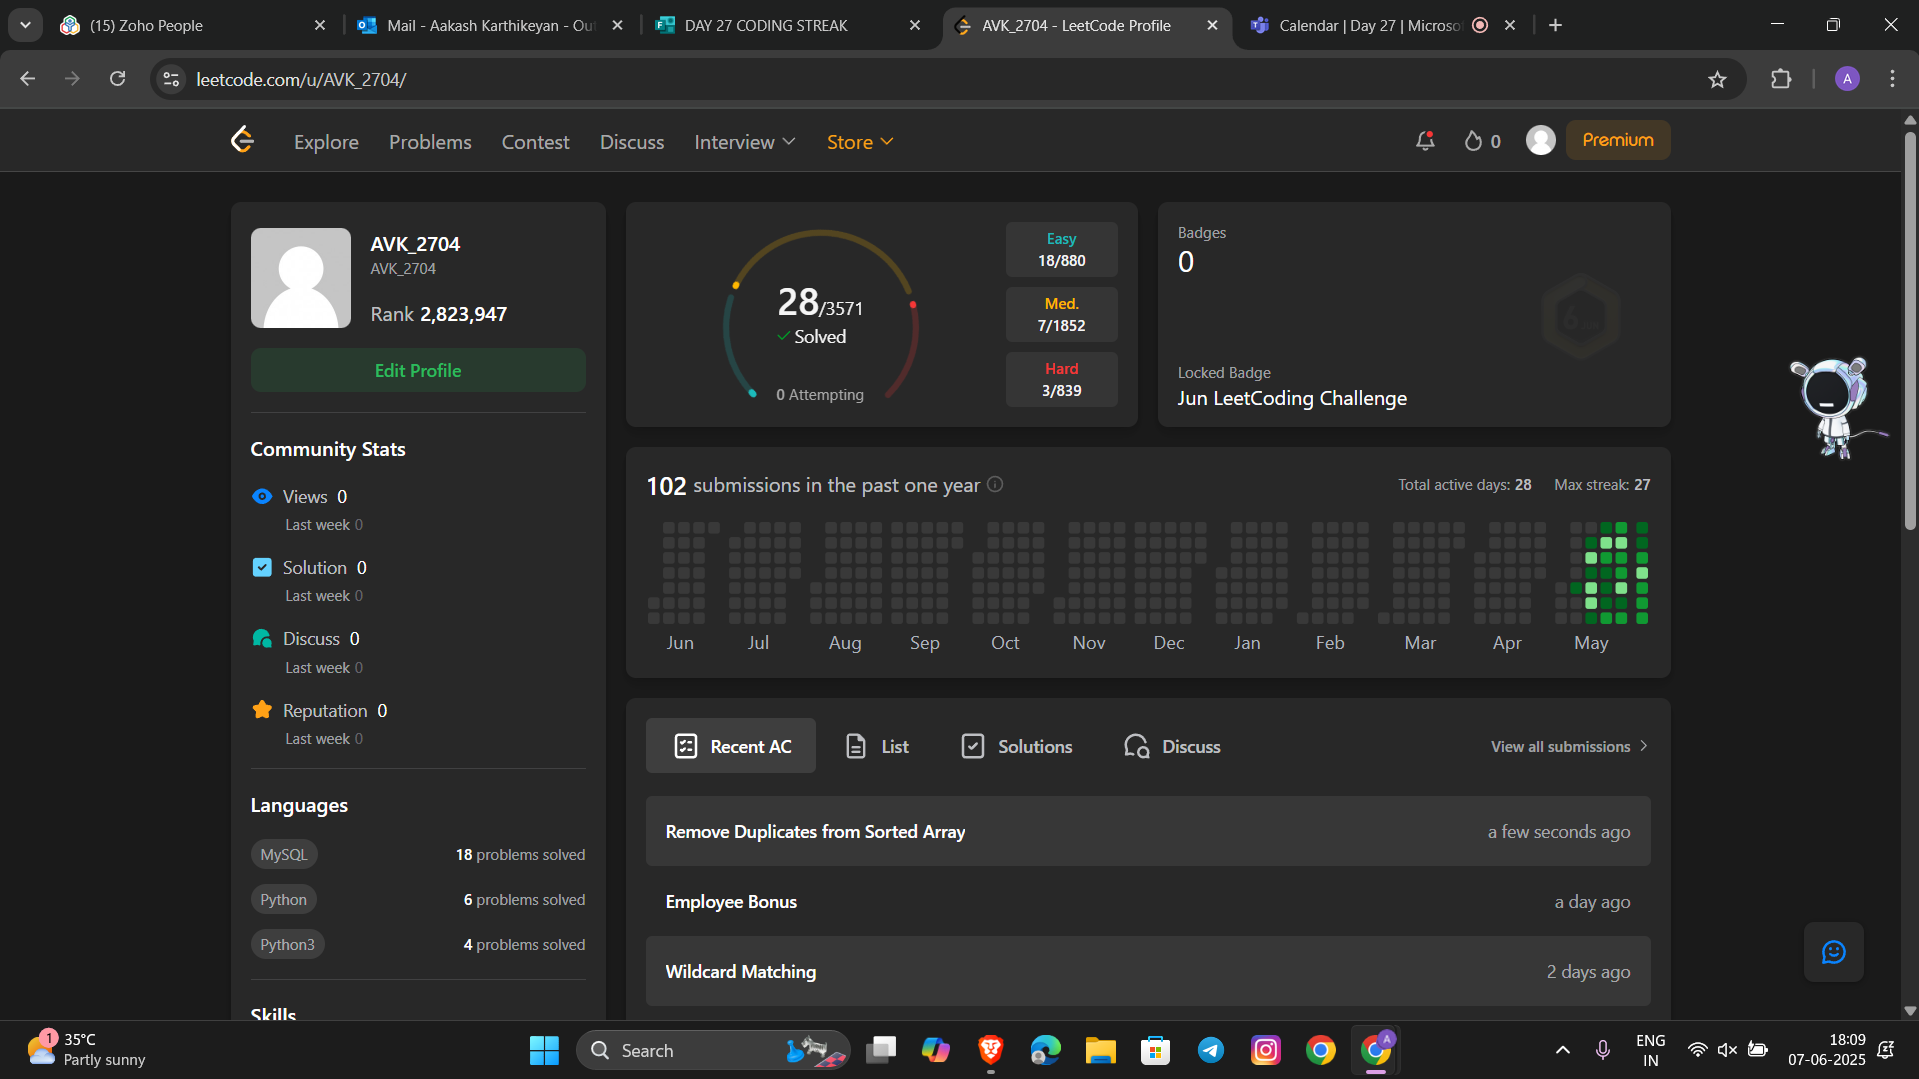 (15) Zoho People
Mail - Aakash Karthikeyan - Out
DAY 27 CODING STREAK
AVK_2704 - LeetCode Profile
Calendar | Day 27 | Microso
leetcode.com/u/AVK_2704/
A
Explore
Problems
Contest
Discuss
Interview
Store
0
Premium
AVK_2704
AVK_2704
Rank 2,823,947
Edit Profile
Community Stats
Views 0
Last week 0
Solution 0
Last week 0
Discuss 0
Last week 0
Reputation 0
Last week 0
Languages
MySQL
18 problems solved
Python
6 problems solved
Python3
4 problems solved
Skills
28/3571
Solved
0 Attempting
Easy
18/880
Med.
7/1852
Hard
3/839
Badges
0
Locked Badge
Jun LeetCoding Challenge
102 submissions in the past one year
Total active days: 28
Max streak: 27
Jun
Jul
Aug
Sep
Oct
Nov
Dec
Jan
Feb
Mar
Apr
May
Recent AC
List
Solutions
Discuss
View all submissions
Remove Duplicates from Sorted Array
a few seconds ago
Employee Bonus
a day ago
Wildcard Matching
2 days ago
1
35°C
Partly sunny
Search
A
ENG
IN
18:09
07-06-2025